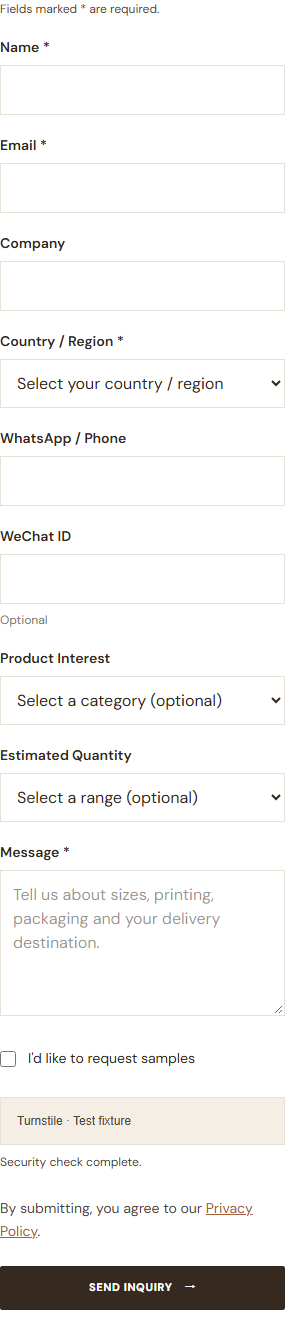 Fields marked * are required.
Name *
Email *
Company
Country / Region *
Select your country / region
WhatsApp / Phone
WeChat ID
Optional
Product Interest
Select a category (optional)
Estimated Quantity
Select a range (optional)
Message *
Tell us about sizes, printing,
packaging and your delivery
destination.
I'd like to request samples
Turnstile · Test fixture
Security check complete.
By submitting, you agree to our Privacy
Policy.
SEND INQUIRY →